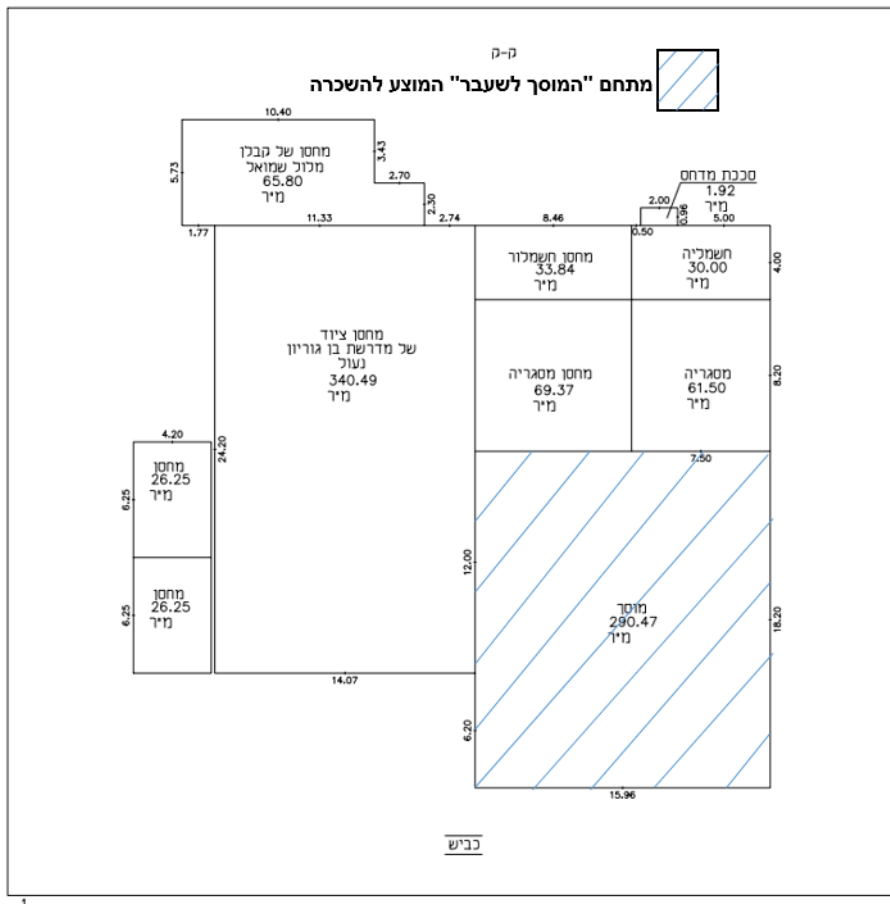 ק-ק
מתחם "המוסך לשעבר" המוצע להשכרה
10.40
מחסן של קבלן
מלול שמואל
65.80
מ"ר
5.73
3.43
2.70
2.30
סככת מדחס
1.92
מ"ר
2.00
0.96
1.77
11.33
2.74
8.46
0.50
5.00
מחסן חשמלור
33.84
מ"ר
חשמליה
30.00
מ"ר
4.00
מחסן ציוד
של מדרשת בן גוריון
נעול
340.49
מ"ר
מחסן מסגריה
69.37
מ"ר
מסגריה
61.50
מ"ר
8.20
4.20
24.20
7.50
מחסן
26.25
מ"ר
6.25
מחסן
26.25
מ"ר
6.25
12.00
מוסך
290.47
מ"ר
18.20
14.07
6.20
15.96
כביש
1